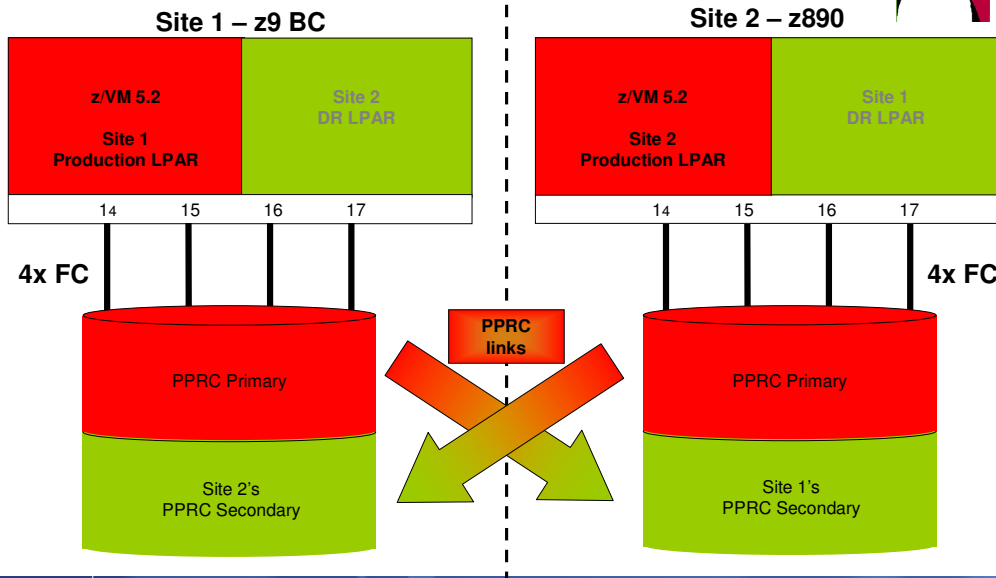 Site 1 – z9 BC
z/VM 5.2
Site 1
Production LPAR
Site 2
DR LPAR
14 15 16 17
4x FC
PPRC Primary
Site 2's
PPRC Secondary
PPRC
links
Site 2 – z890
z/VM 5.2
Site 2
Production LPAR
Site 1
DR LPAR
14 15 16 17
4x FC
PPRC Primary
Site 1's
PPRC Secondary